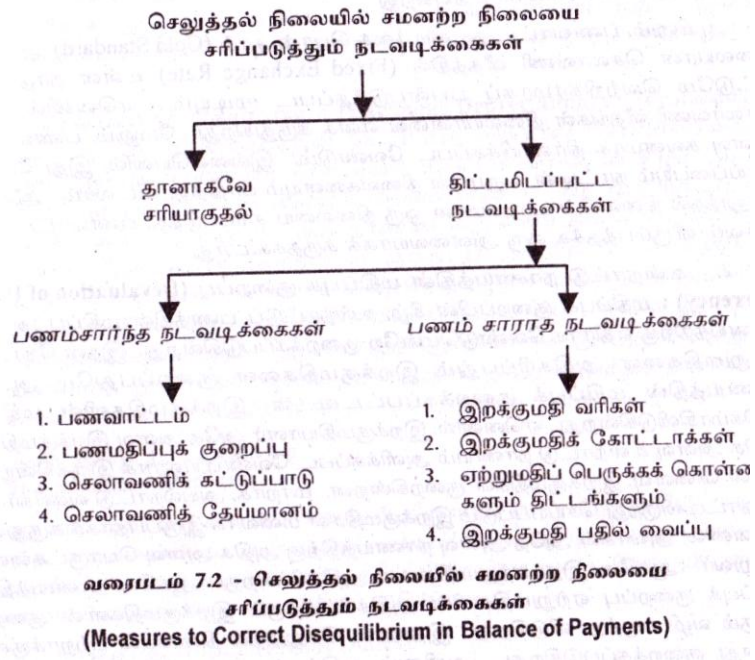 செலுத்தல் நிலையில் சமனற்ற நிலையை
சரிப்படுத்தும் நடவடிக்கைகள்
தானாகவே
சரியாகுதல்
திட்டமிடப்பட்ட
நடவடிக்கைகள்
பணம்சார்ந்த நடவடிக்கைகள்
1. பணவாட்டம்
2. பணமதிப்புக் குறைப்பு
3. செலாவணிக் கட்டுப்பாடு
4. செலாவணித் தேய்மானம்
பணம் சாராத நடவடிக்கைகள்
1. இறக்குமதி வரிகள்
2. இறக்குமதிக் கோட்டாக்கள்
3. ஏற்றுமதிப் பெருக்கக் கொள்கை
களும் திட்டங்களும்
4. இறக்குமதி பதில் வைப்பு
வரைபடம் 7.2 - செலுத்தல் நிலையில் சமனற்ற நிலையை
சரிப்படுத்தும் நடவடிக்கைகள்
(Measures to Correct Disequilibrium in Balance of Payments)